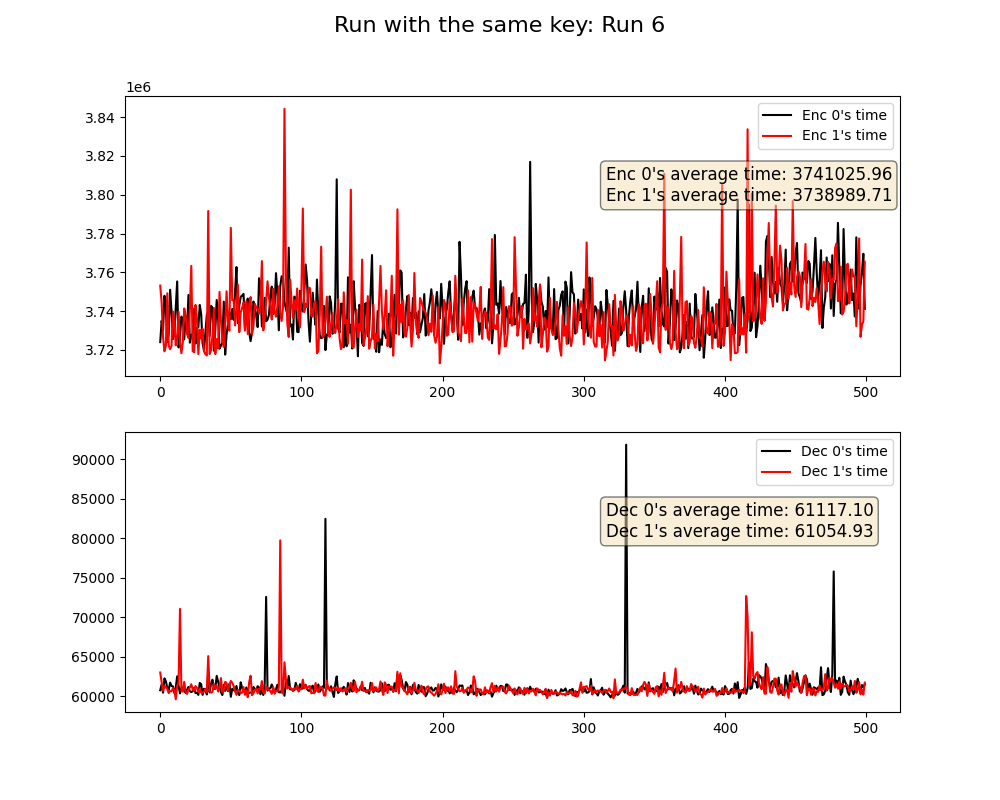 Run with the same key: Run 6
1e6
3.84
3.82
3.80
3.78
3.76
3.74
3.72
Enc 0's time
Enc 1's time
Enc 0's average time: 3741025.96
Enc 1's average time: 3738989.71
0 100 200 300 400 500
90000
85000
80000
75000
70000
65000
60000
Dec 0's time
Dec 1's time
Dec 0's average time: 61117.10
Dec 1's average time: 61054.93
0 100 200 300 400 500